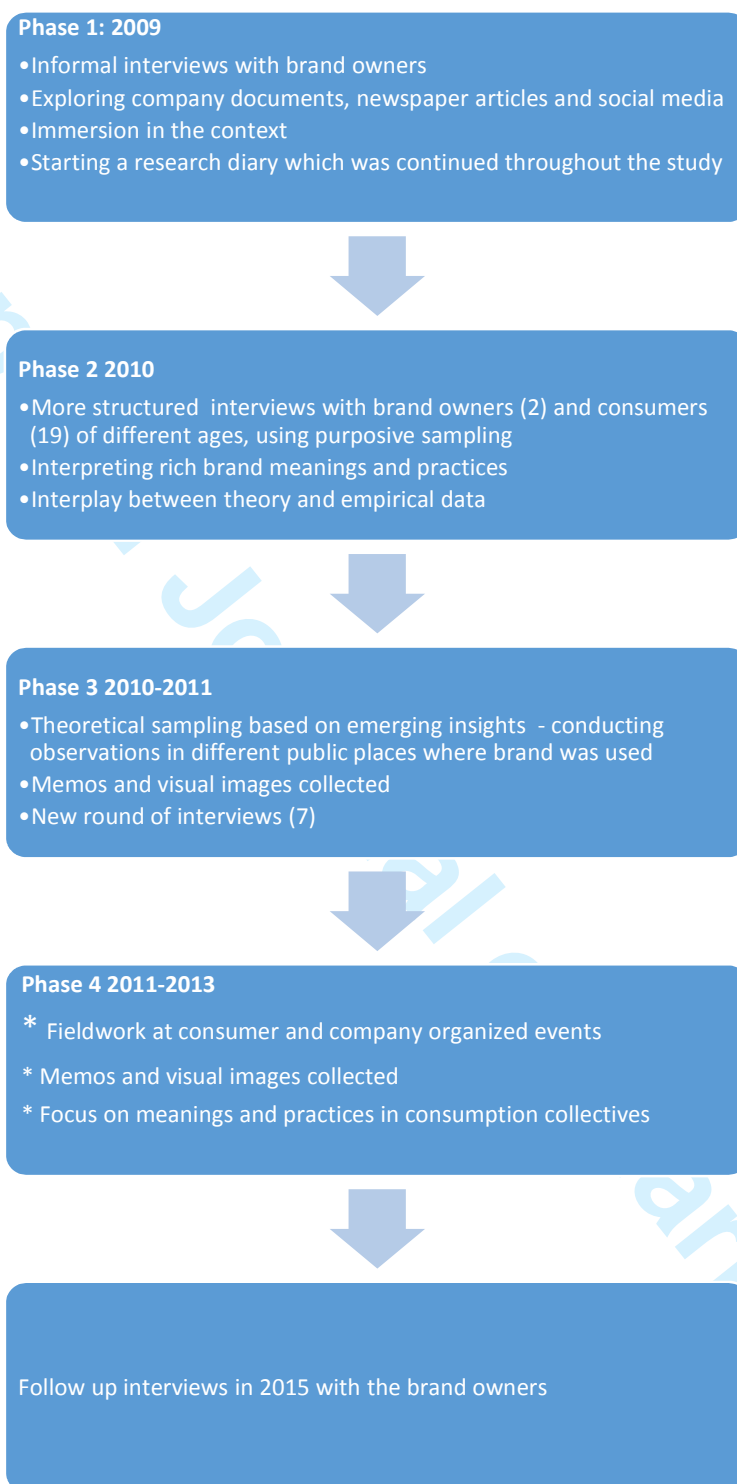 Phase 1: 2009
•Informal interviews with brand owners
•Exploring company documents, newspaper articles and social media
•Immersion in the context
•Starting a research diary which was continued throughout the study
Phase 2 2010
•More structured  interviews with brand owners (2) and consumers
(19) of different ages, using purposive sampling
•Interpreting rich brand meanings and practices
•Interplay between theory and empirical data
Phase 3 2010-2011
•Theoretical sampling based on emerging insights  - conducting
observations in different public places where brand was used
•Memos and visual images collected
•New round of interviews (7)
Phase 4 2011-2013
* Fieldwork at consumer and company organized events
* Memos and visual images collected
* Focus on meanings and practices in consumption collectives
Follow up interviews in 2015 with the brand owners